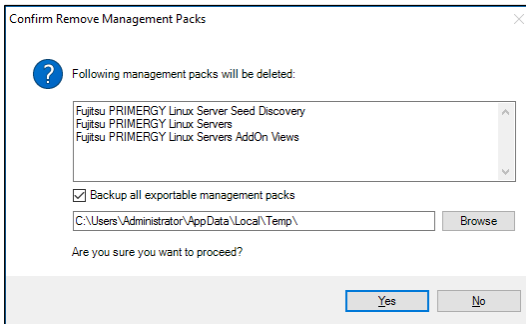 Confirm Remove Management Packs
Following management packs will be deleted:
Fujitsu PRIMERGY Linux Server Seed Discovery
Fujitsu PRIMERGY Linux Servers
Fujitsu PRIMERGY Linux Servers AddOn Views
Backup all exportable management packs
C:\Users\Administrator\AppData\Local\Temp\
Browse
Are you sure you want to proceed?
Yes
No